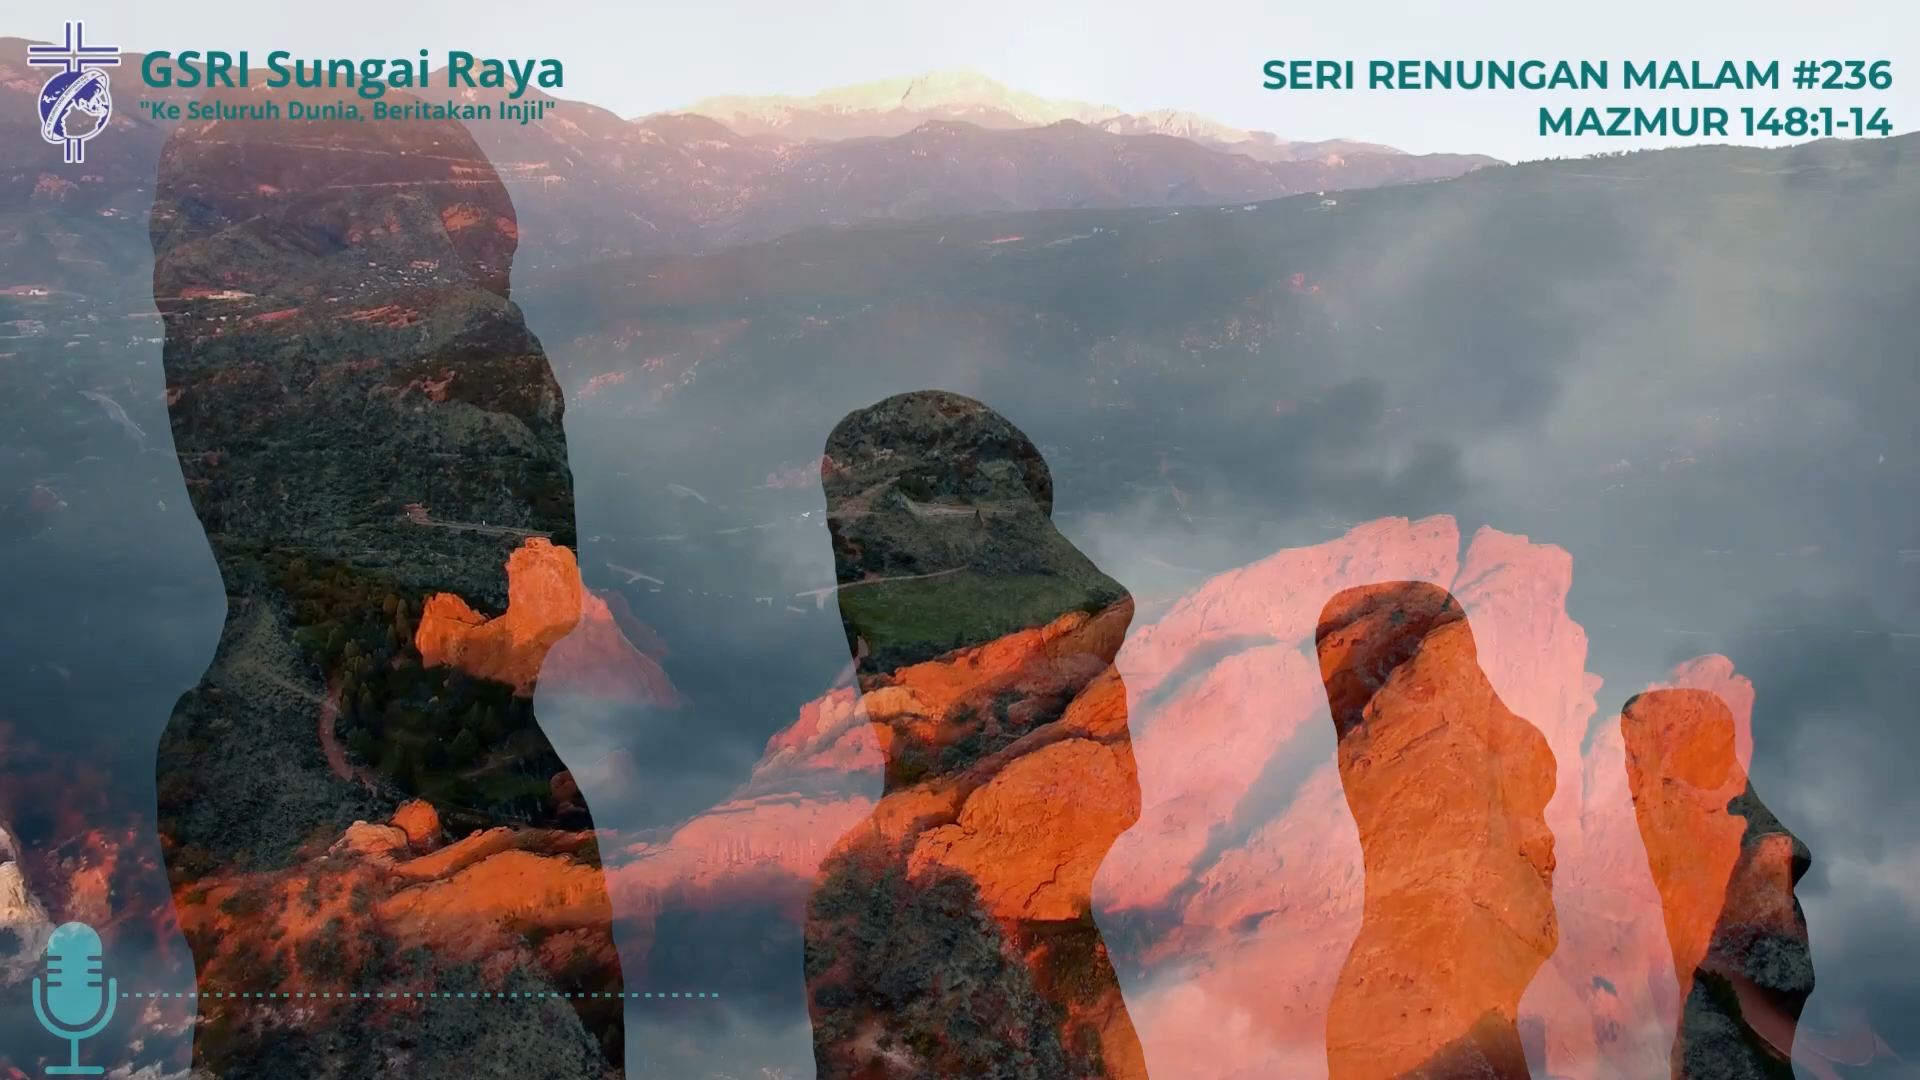 GSRI Sungai Raya
"Ke Seluruh Dunia, Beritakan Injil"
SERI RENUNGAN MALAM #236
MAZMUR 148:1-14